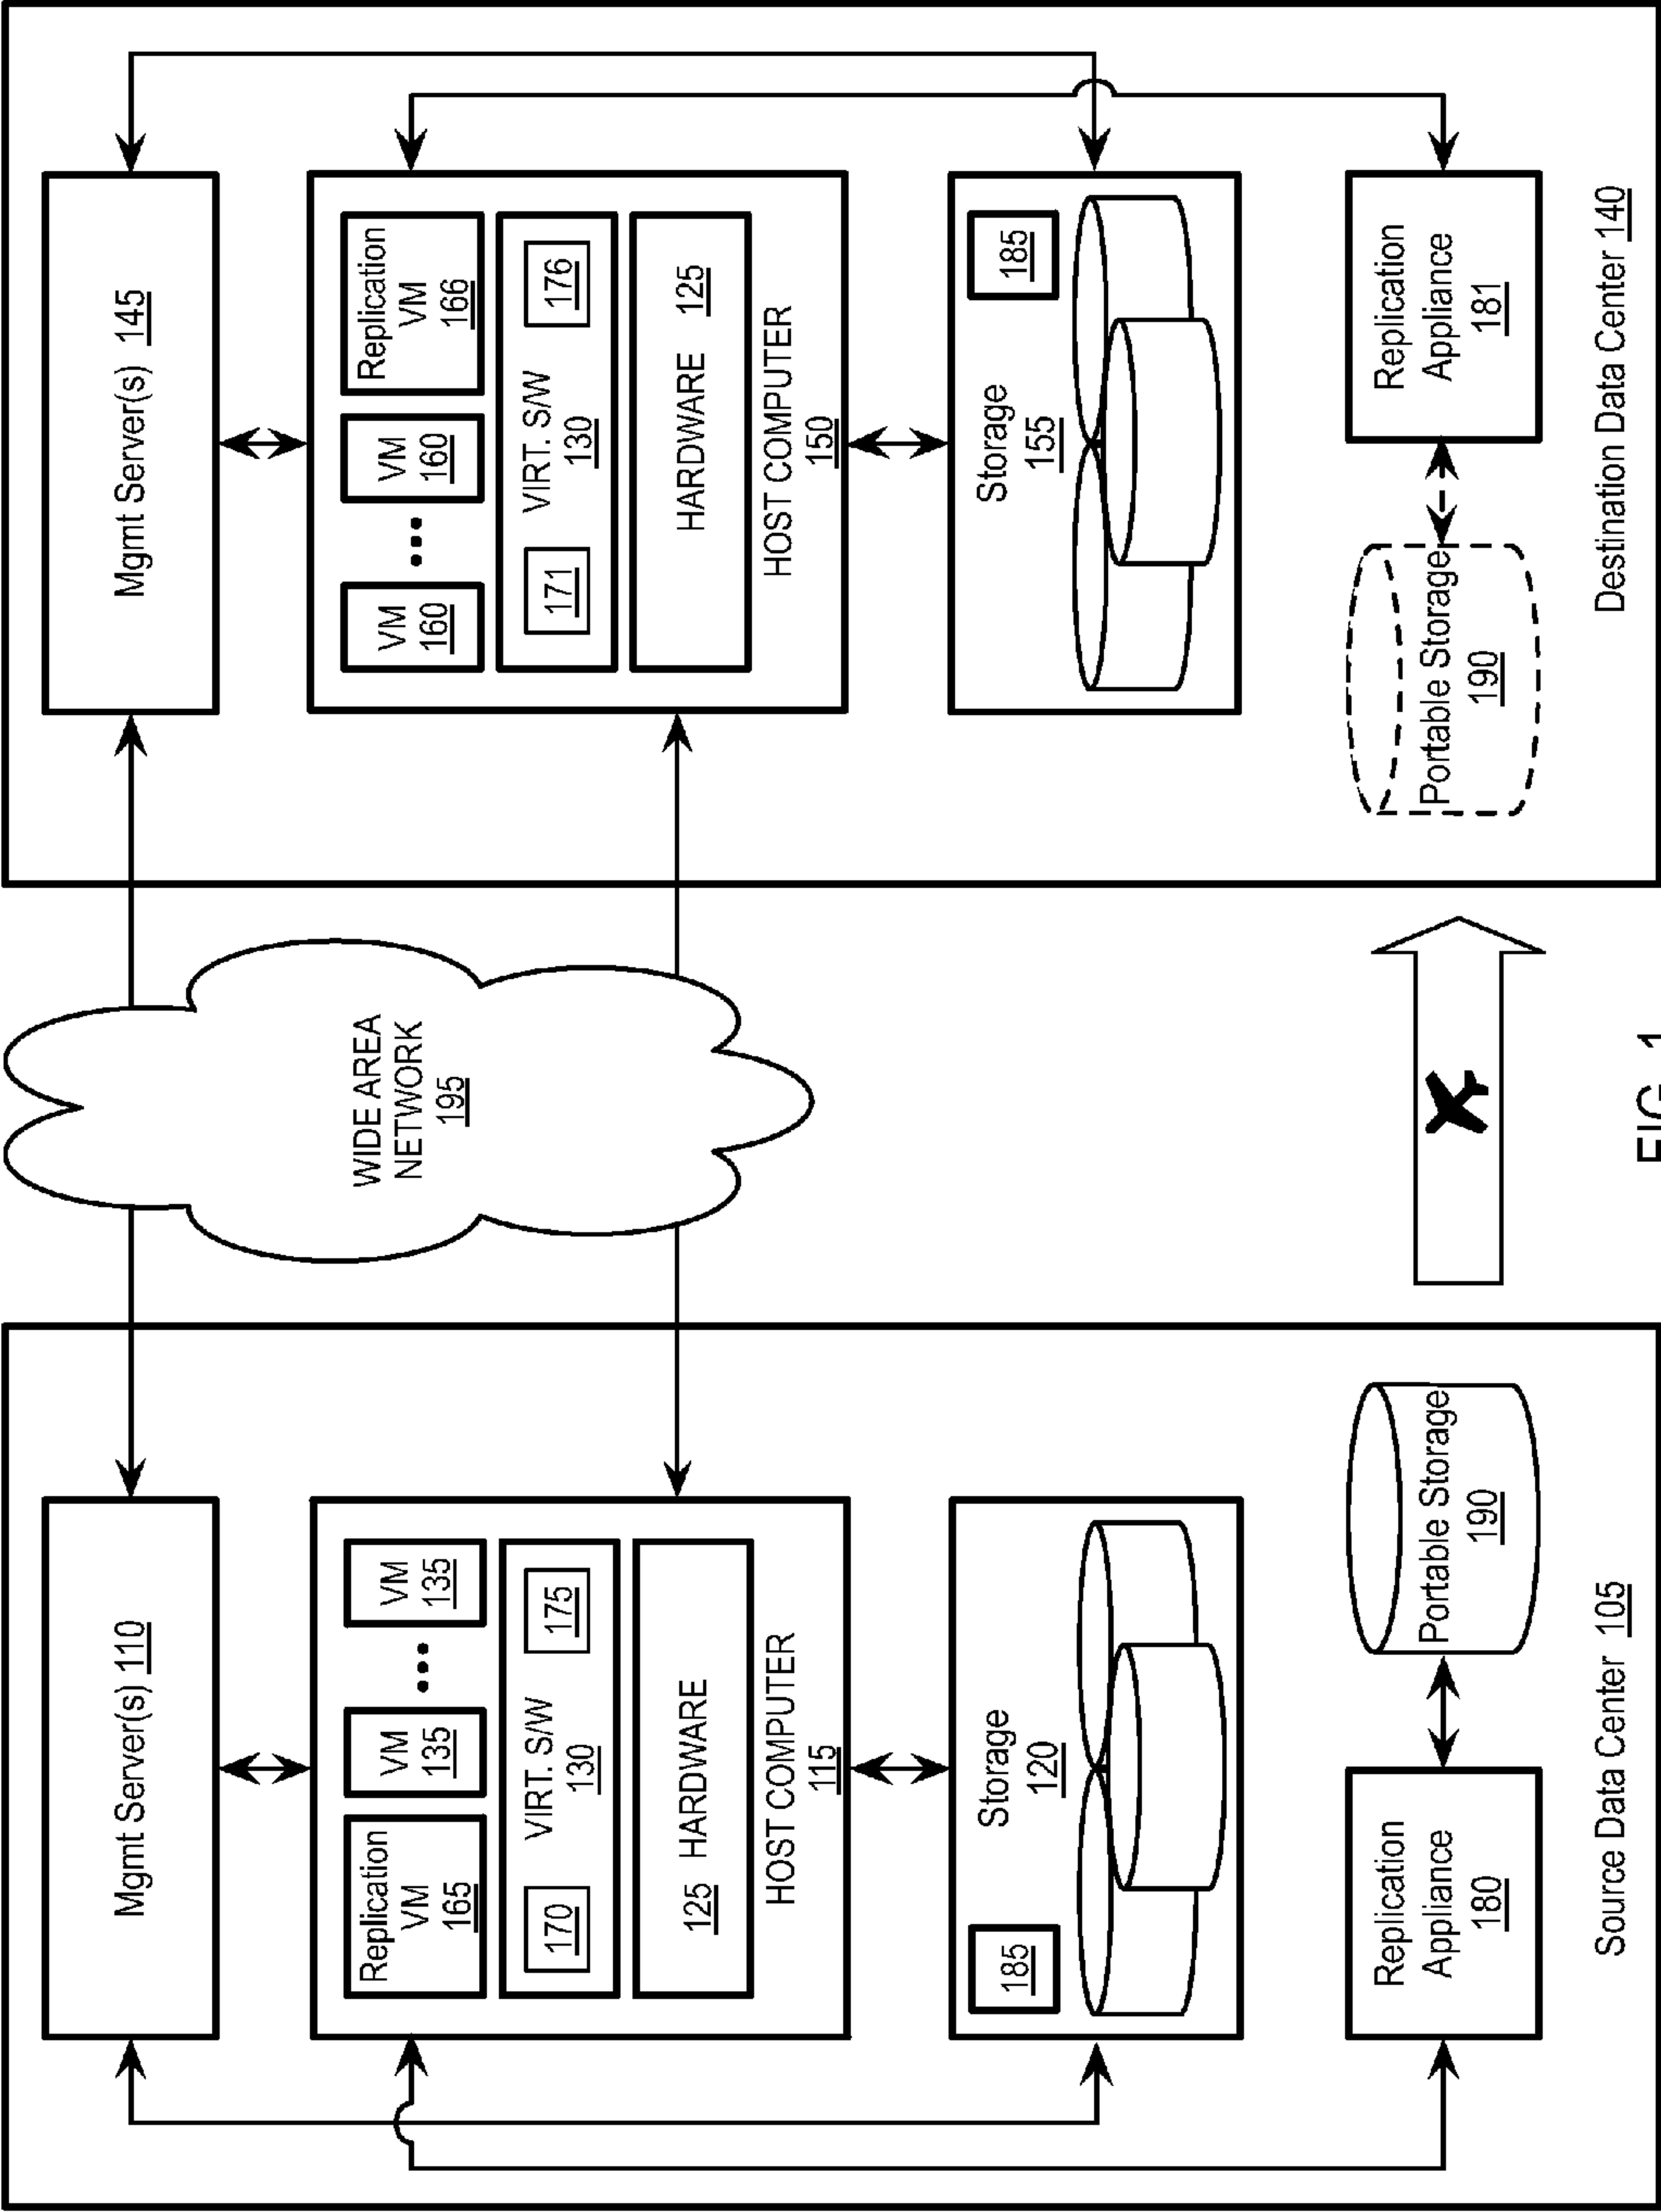 Mgmt Server(s) 110
Replication
VM
165
VM
135
VM
135
170
VIRT. S/W
130
175
125 HARDWARE
HOST COMPUTER
115
Storage
120
185
Replication
Appliance
180
Portable Storage
190
Source Data Center 105
WIDE AREA
NETWORK
195
Mgmt Server(s) 145
VM
160
VM
160
Replication
VM
166
171
VIRT. S/W
130
176
HARDWARE 125
HOST COMPUTER
150
Storage
155
185
Portable Storage
190
Replication
Appliance
181
Destination Data Center 140
FIG. 1